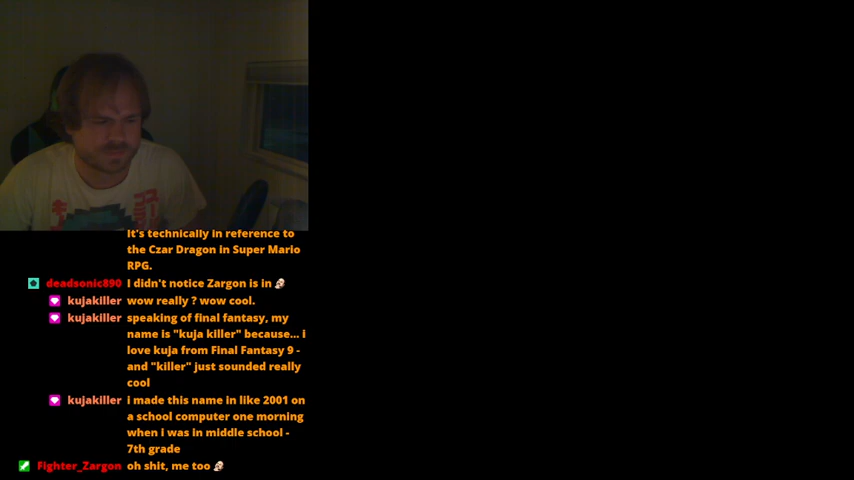 It's technically in reference to
the Czar Dragon in Super Mario
RPG.
deadsonic890 I didn't notice Zargon is in
kujakiller wow really ? wow cool.
kujakiller speaking of final fantasy, my
name is "kuja killer" because... i
love kuja from Final Fantasy 9 -
and "killer" just sounded really
cool
kujakiller i made this name in like 2001 on
a school computer one morning
when i was in middle school -
7th grade
Fighter_Zargon oh shit, me too